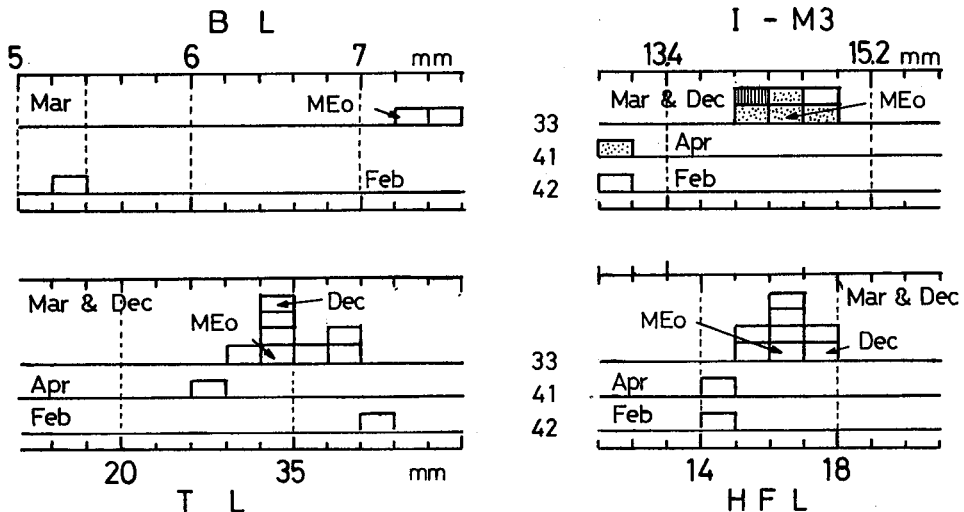 B L
5 6 7 mm
Mar MEo
Feb
I - M3
13.4 15.2 mm
Mar & Dec MEo
33
41 Apr
42 Feb
Mar & Dec Dec
MEo
Apr
Feb
20 35 mm
T L
Mar & Dec
MEo Dec
33
41 Apr
42 Feb
14 18
H F L